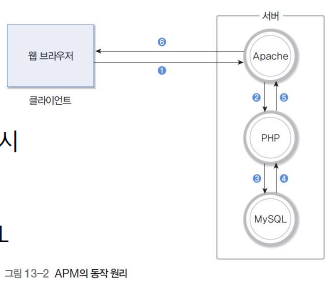 서버
⑥
웹 브라우저
Apache
①
클라이언트
② ⑤
시
PHP
③ ④
L
MySQL
그림 13-2 APM의 동작 원리